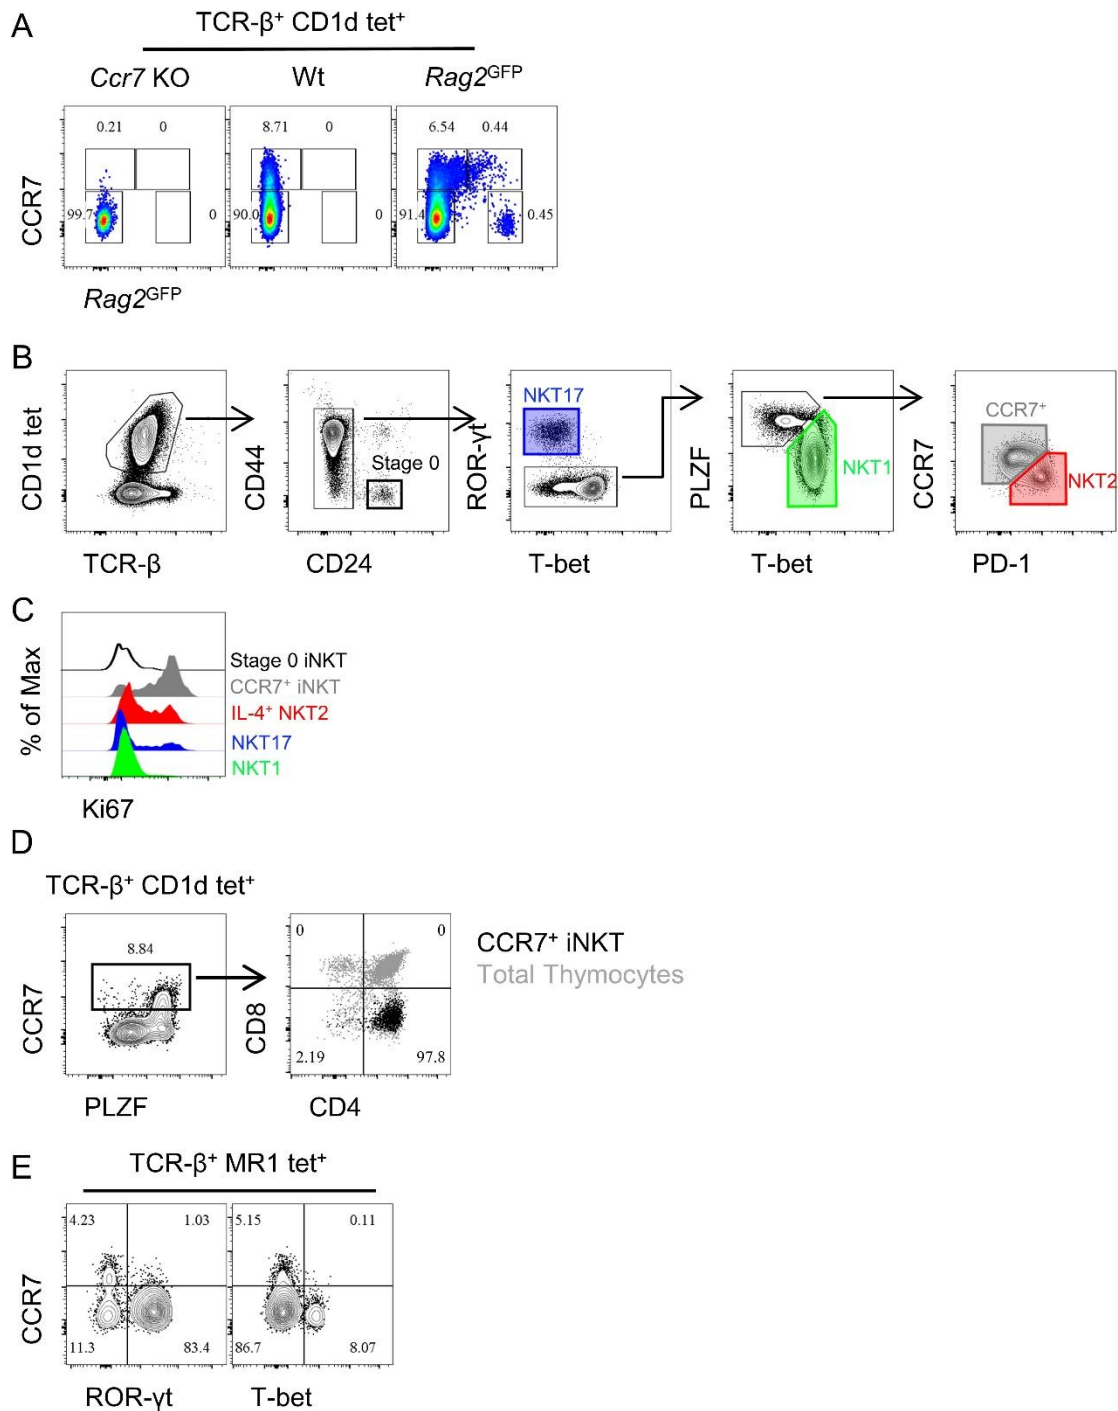 A
TCR-β⁺ CD1d tet⁺
Ccr7 KO Wt Rag2ᴳᶠᴾ
0.21 0 8.71 0 6.54 0.44
CCR7
99.7 0 90.0 0 91.4 0.45
Rag2ᴳᶠᴾ
B
CD1d tet
TCR-β
CD44
Stage 0
CD24
ROR-γt
NKT17
T-bet
PLZF
NKT1
T-bet
CCR7
CCR7⁺
NKT2
PD-1
C
% of Max
Stage 0 iNKT
CCR7⁺ iNKT
IL-4⁺ NKT2
NKT17
NKT1
Ki67
D
TCR-β⁺ CD1d tet⁺
8.84
CCR7
PLZF
0 0
CD8
2.19 97.8
CD4
CCR7⁺ iNKT
Total Thymocytes
E
TCR-β⁺ MR1 tet⁺
4.23 1.03 5.15 0.11
CCR7
11.3 83.4 86.7 8.07
ROR-γt T-bet